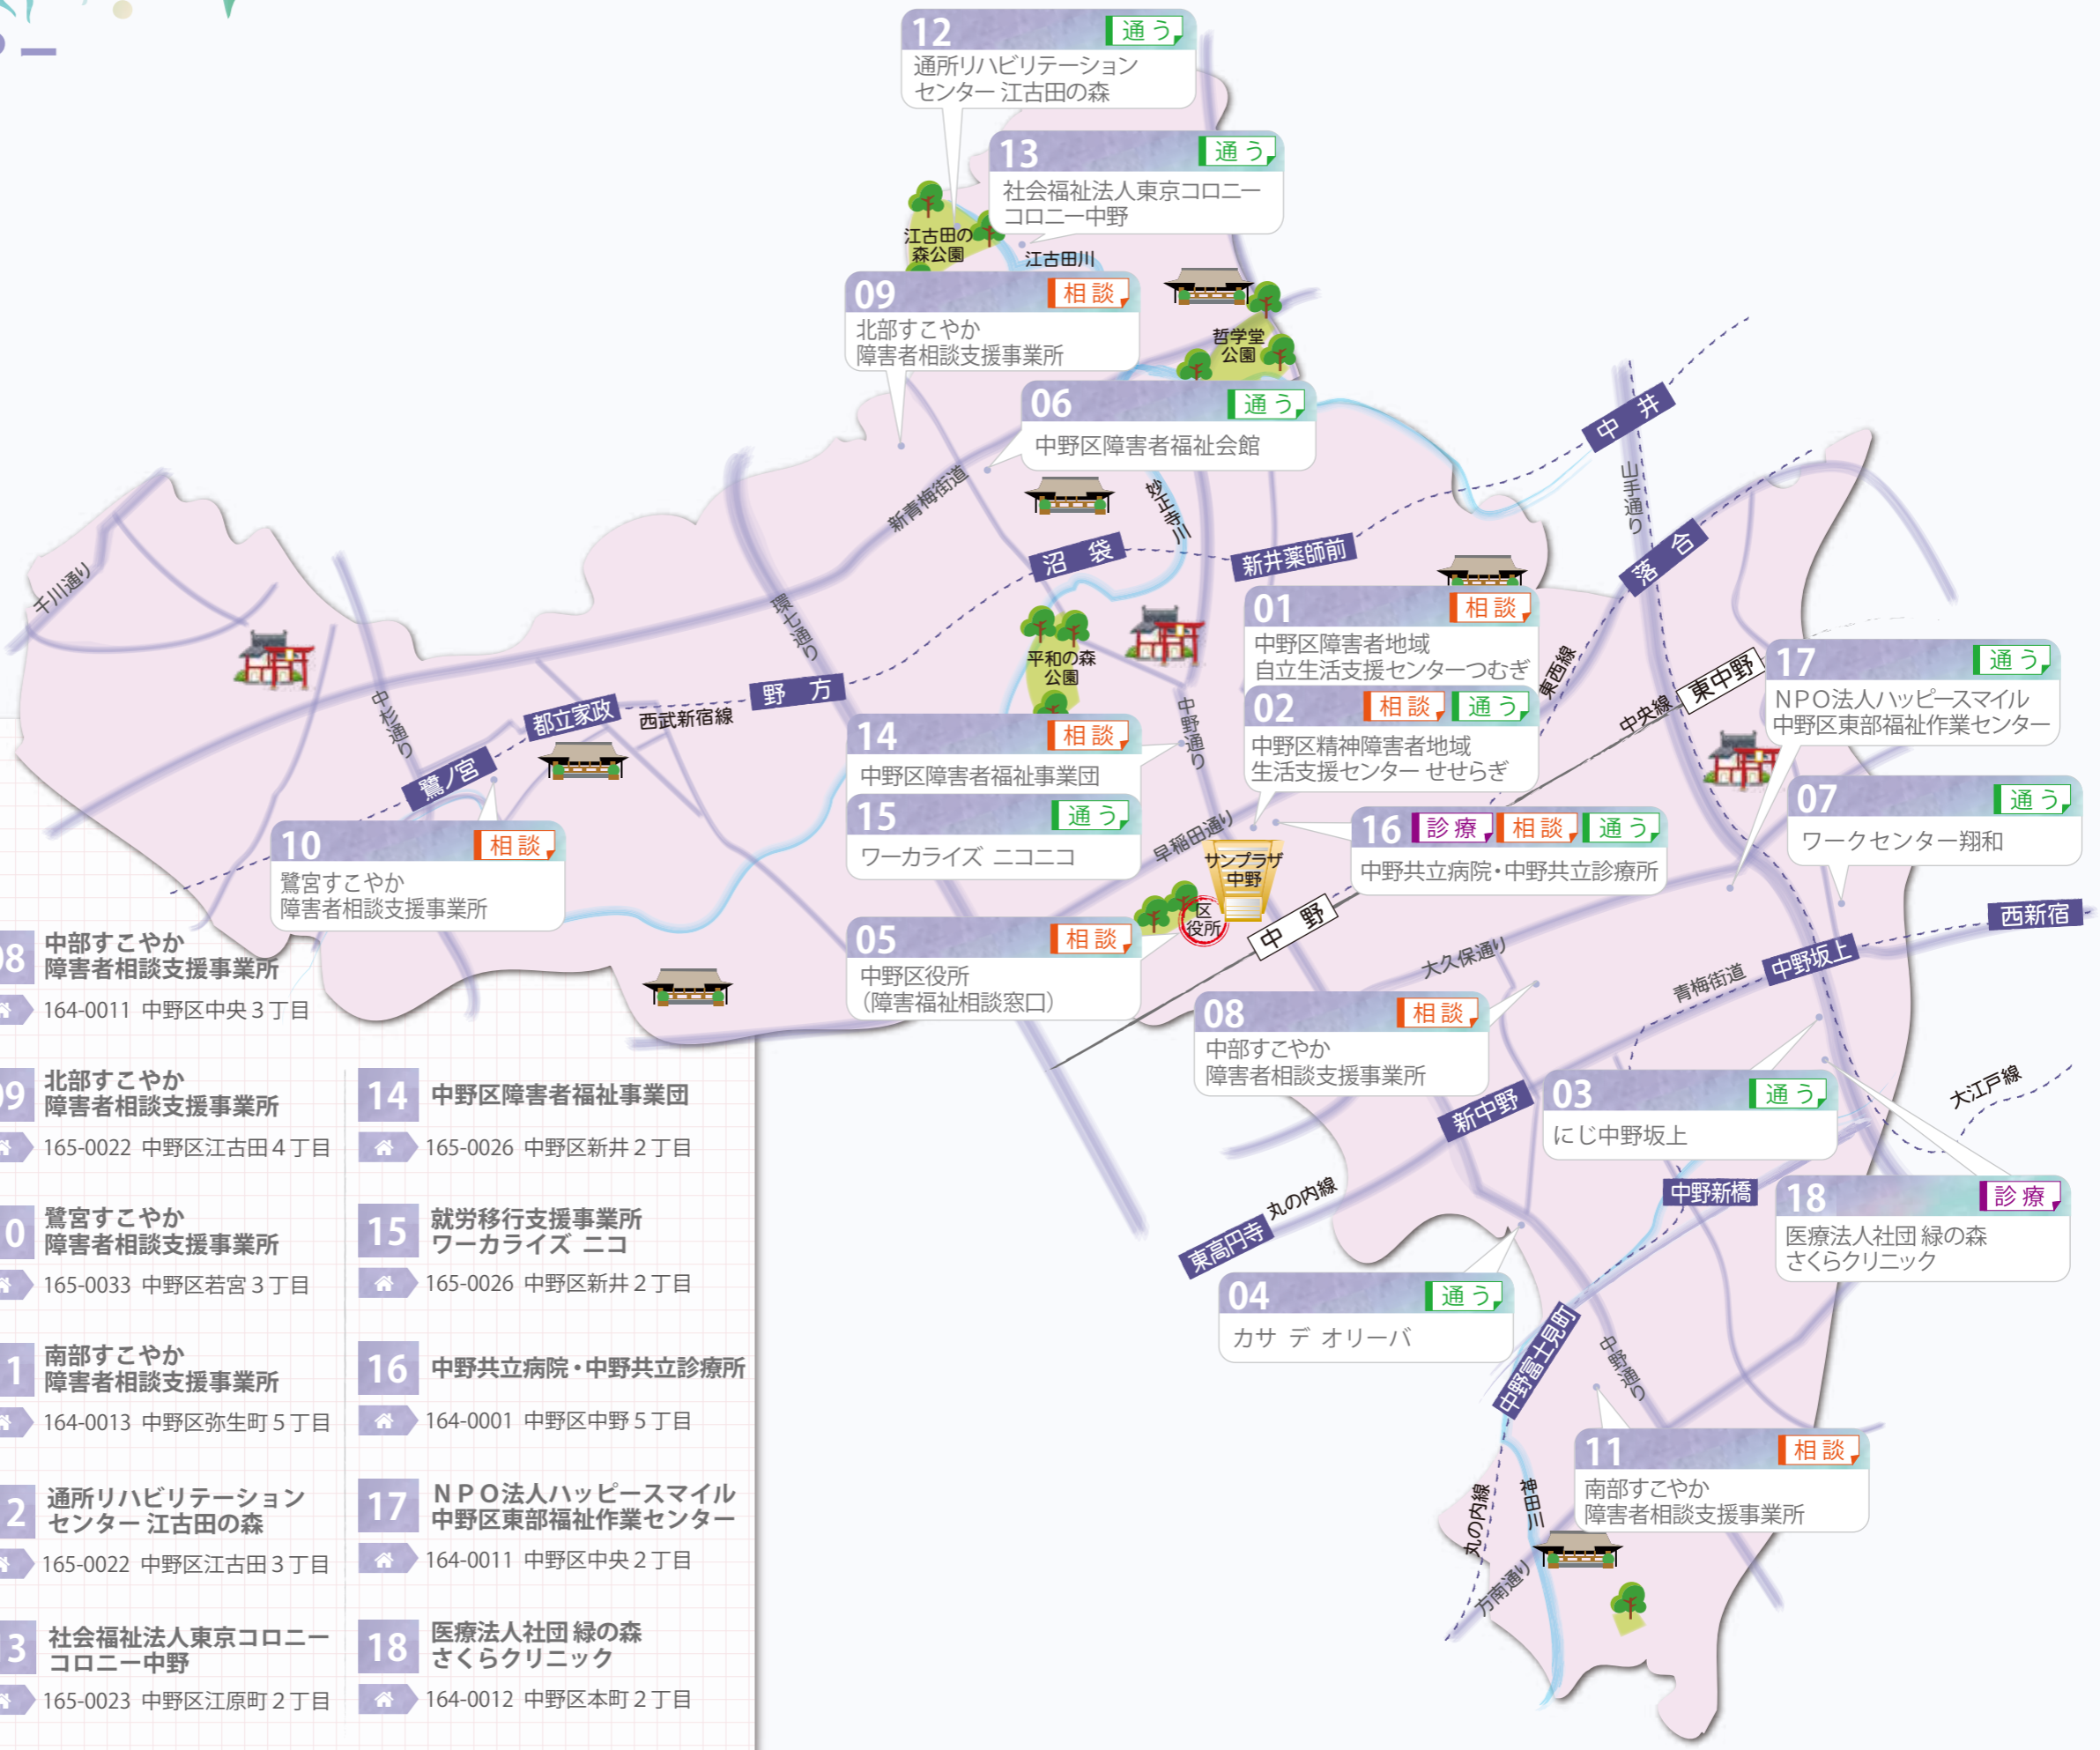 12 通う
通所リハビリテーション
センター 江古田の森
13 通う
社会福祉法人東京コロニー
コロニー中野
江古田の
森公園
江古田川
09 相談
北部すこやか
障害者相談支援事業所
哲学堂
公園
06 通う
中野区障害者福祉会館
中井
山手通り
新青梅街道
妙正寺川
沼袋
新井薬師前
落合
千川通り
環七通り
01 相談
中野区障害者地域
自立生活支援センターつむぎ
平和の森
公園
東西線
中央線
東中野
17 通う
NPO法人ハッピースマイル
中野区東部福祉作業センター
中杉通り
都立家政
西武新宿線
野方
中野通り
02 相談 通う
中野区精神障害者地域
生活支援センター せせらぎ
14 相談
中野区障害者福祉事業団
鷺ノ宮
15 通う
ワーカライズ ニコニコ
早稲田通り
16 診療 相談 通う
中野共立病院・中野共立診療所
07 通う
ワークセンター翔和
10 相談
鷺宮すこやか
障害者相談支援事業所
サンプラザ
中野
区
役所
中野
05 相談
中野区役所
（障害福祉相談窓口）
西新宿
中野坂上
大久保通り
青梅街道
08 相談
中部すこやか
障害者相談支援事業所
新中野
03 通う
にじ中野坂上
大江戸線
中野新橋
18 診療
医療法人社団 緑の森
さくらクリニック
丸の内線
東高円寺
04 通う
カサ デ オリーバ
中野富士見町
中野通り
11 相談
南部すこやか
障害者相談支援事業所
丸の内線
神田川
方南通り
8 中部すこやか
障害者相談支援事業所
164-0011 中野区中央３丁目
9 北部すこやか
障害者相談支援事業所
165-0022 中野区江古田４丁目
0 鷺宮すこやか
障害者相談支援事業所
165-0033 中野区若宮３丁目
1 南部すこやか
障害者相談支援事業所
164-0013 中野区弥生町５丁目
2 通所リハビリテーション
センター 江古田の森
165-0022 中野区江古田３丁目
3 社会福祉法人東京コロニー
コロニー中野
165-0023 中野区江原町２丁目
14 中野区障害者福祉事業団
165-0026 中野区新井２丁目
15 就労移行支援事業所
ワーカライズ ニコ
165-0026 中野区新井２丁目
16 中野共立病院・中野共立診療所
164-0001 中野区中野５丁目
17 ＮＰＯ法人ハッピースマイル
中野区東部福祉作業センター
164-0011 中野区中央２丁目
18 医療法人社団 緑の森
さくらクリニック
164-0012 中野区本町２丁目